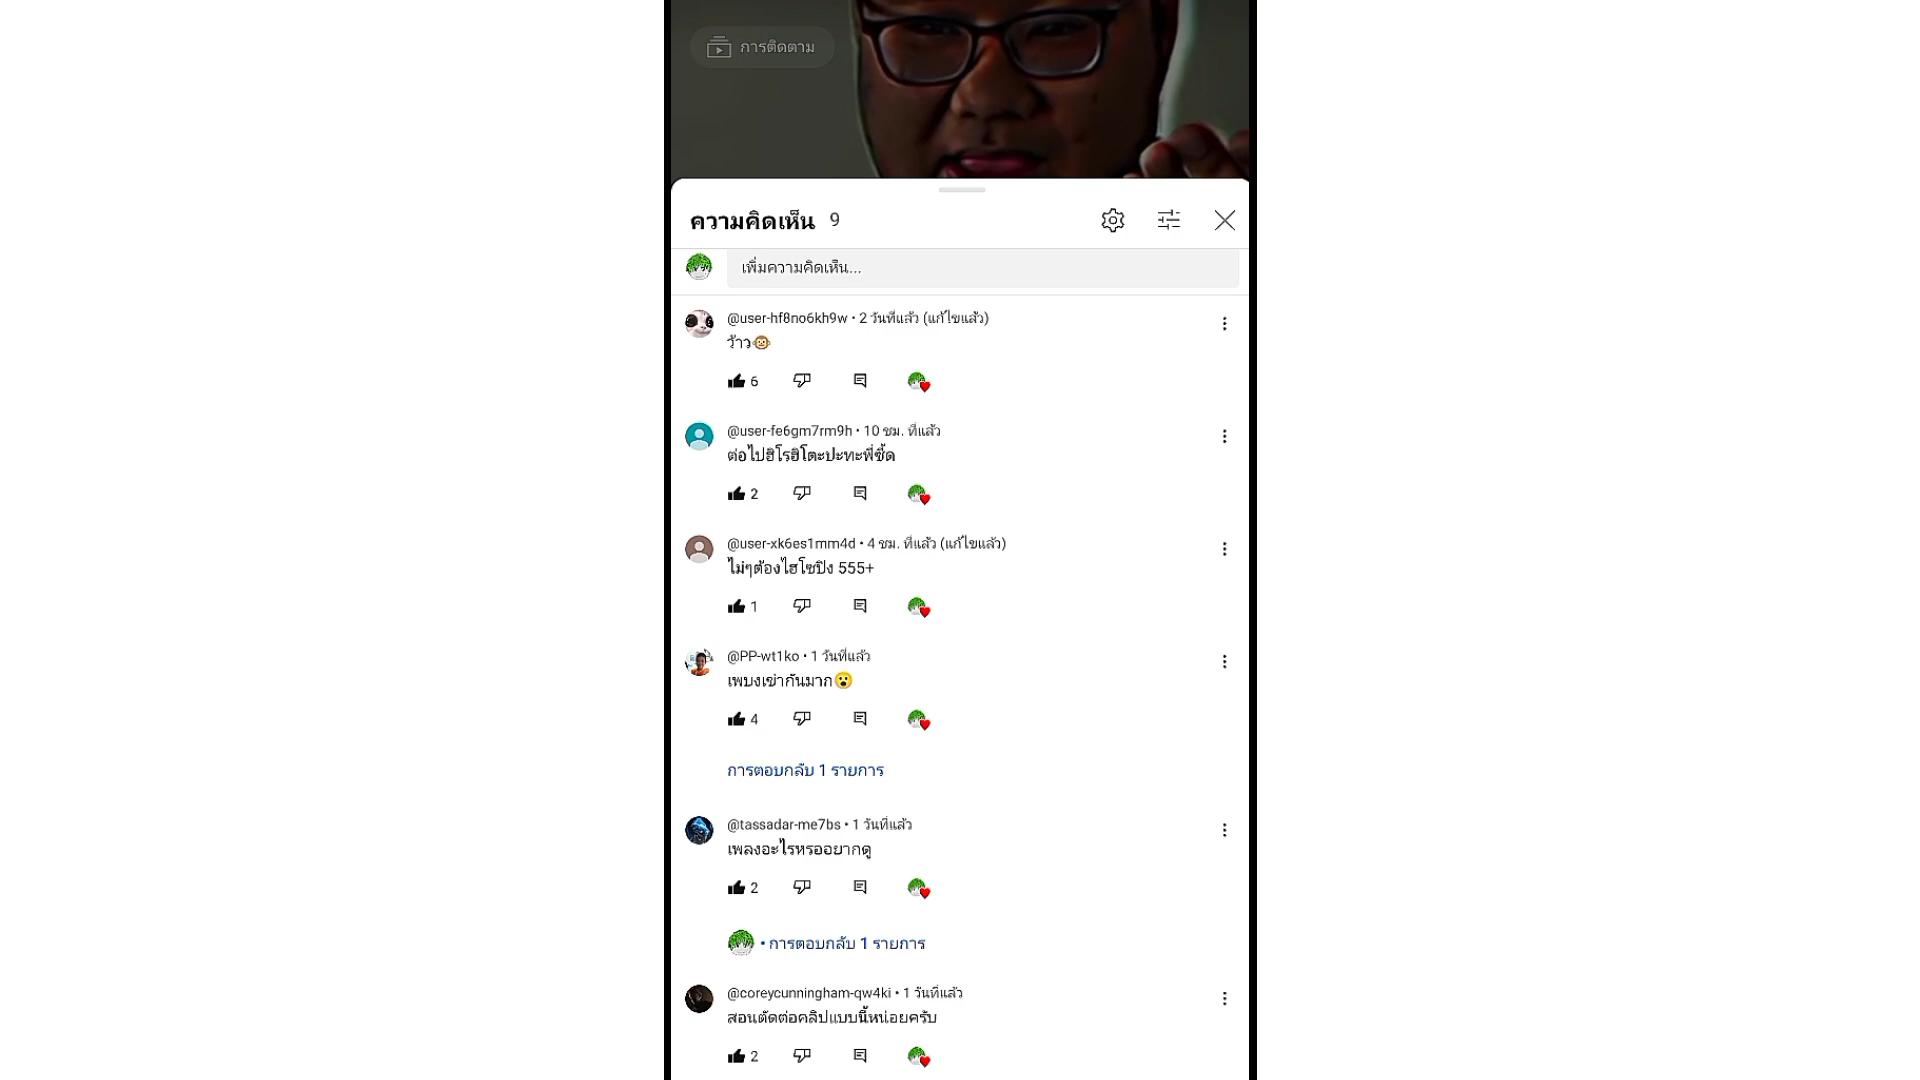 การติดตาม
ความคิดเห็น 9
เพิ่มความคิดเห็น...
@user-hf8no6kh9w • 2 วันที่แล้ว (แก้ไขแล้ว)
ว้าว🐵
6
@user-fe6gm7rm9h • 10 ชม. ที่แล้ว
ต่อไปฮิโรฮิโตะปะทะพี่ซี้ด
2
@user-xk6es1mm4d • 4 ชม. ที่แล้ว (แก้ไขแล้ว)
ไม่ๆต้องไฮโซปิง 555+
1
@PP-wt1ko • 1 วันที่แล้ว
เพบงเข่ากันมาก😮
4
การตอบกลับ 1 รายการ
@tassadar-me7bs • 1 วันที่แล้ว
เพลงอะไรหรออยากดู
2
• การตอบกลับ 1 รายการ
@coreycunningham-qw4ki • 1 วันที่แล้ว
สอนตัดต่อคลิปแบบนี้หน่อยครับ
2